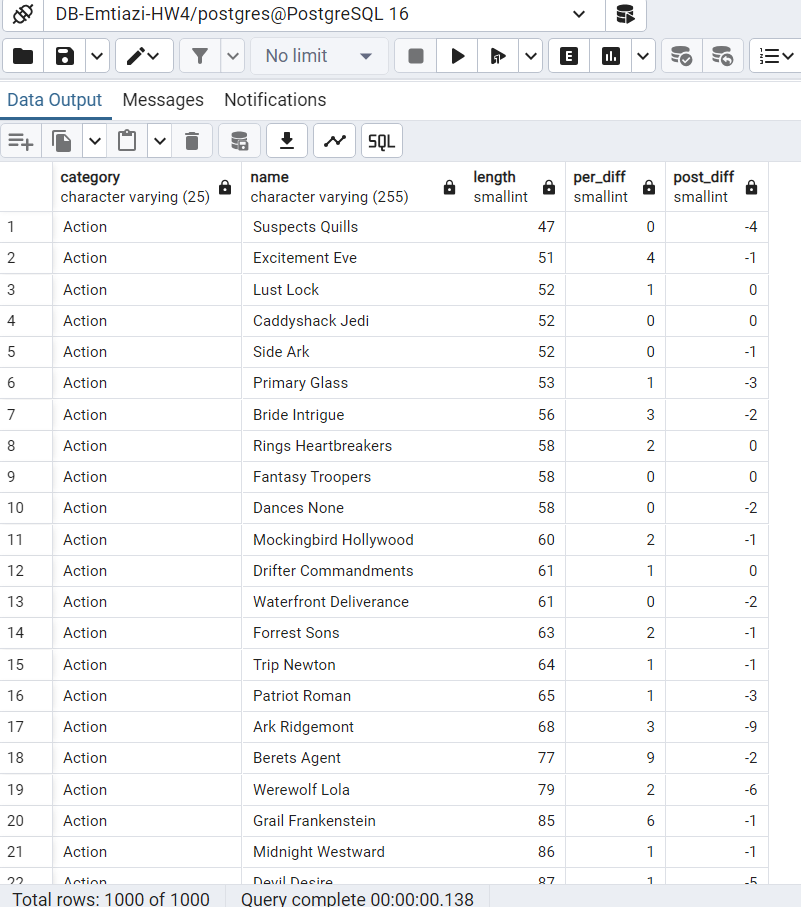 DB-Emtiazi-HW4/postgres@PostgreSQL 16
No limit
E
Data Output Messages Notifications
SQL
category name length per_diff post_diff
character varying (25) character varying (255) smallint smallint smallint
1 Action Suspects Quills 47 0 -4
2 Action Excitement Eve 51 4 -1
3 Action Lust Lock 52 1 0
4 Action Caddyshack Jedi 52 0 0
5 Action Side Ark 52 0 -1
6 Action Primary Glass 53 1 -3
7 Action Bride Intrigue 56 3 -2
8 Action Rings Heartbreakers 58 2 0
9 Action Fantasy Troopers 58 0 0
10 Action Dances None 58 0 -2
11 Action Mockingbird Hollywood 60 2 -1
12 Action Drifter Commandments 61 1 0
13 Action Waterfront Deliverance 61 0 -2
14 Action Forrest Sons 63 2 -1
15 Action Trip Newton 64 1 -1
16 Action Patriot Roman 65 1 -3
17 Action Ark Ridgemont 68 3 -9
18 Action Berets Agent 77 9 -2
19 Action Werewolf Lola 79 2 -6
20 Action Grail Frankenstein 85 6 -1
21 Action Midnight Westward 86 1 -1
22 Action Devil Desire 87 1 -5
Total rows: 1000 of 1000 Query complete 00:00:00.138